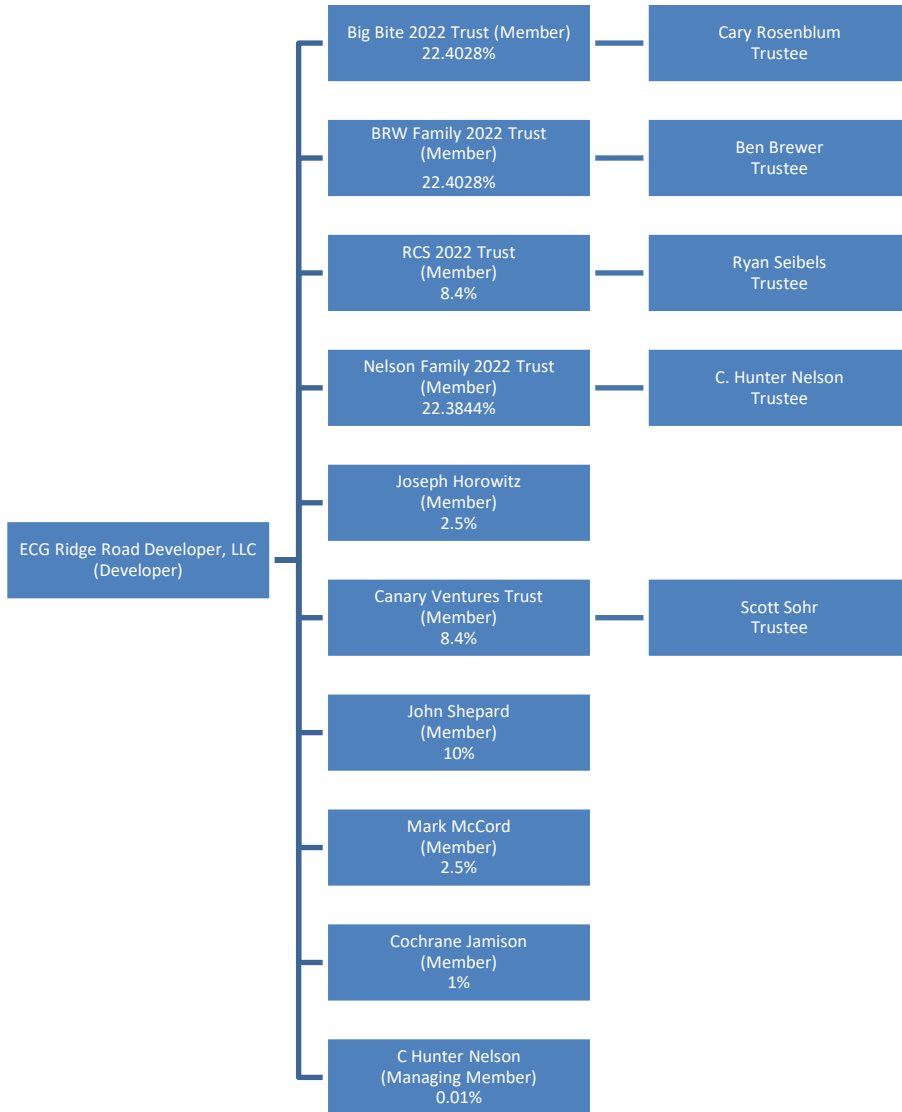 Big Bite 2022 Trust (Member)
22.4028%
Cary Rosenblum
Trustee
BRW Family 2022 Trust
(Member)
22.4028%
Ben Brewer
Trustee
RCS 2022 Trust
(Member)
8.4%
Ryan Seibels
Trustee
Nelson Family 2022 Trust
(Member)
22.3844%
C. Hunter Nelson
Trustee
Joseph Horowitz
(Member)
2.5%
ECG Ridge Road Developer, LLC
(Developer)
Canary Ventures Trust
(Member)
8.4%
Scott Sohr
Trustee
John Shepard
(Member)
10%
Mark McCord
(Member)
2.5%
Cochrane Jamison
(Member)
1%
C Hunter Nelson
(Managing Member)
0.01%